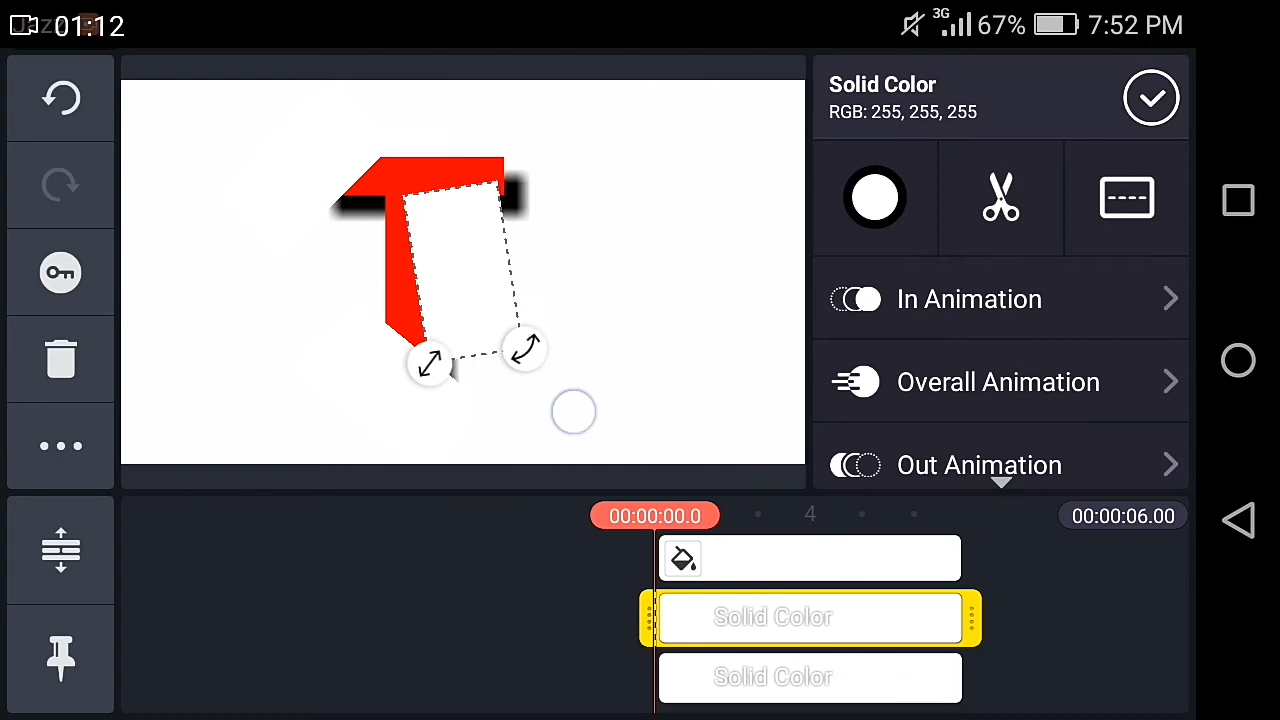 Jazz
01:12
3G
67%
7:52 PM
Solid Color
RGB: 255, 255, 255
In Animation
Overall Animation
Out Animation
00:00:00.0
4
00:00:06.00
Solid Color
Solid Color